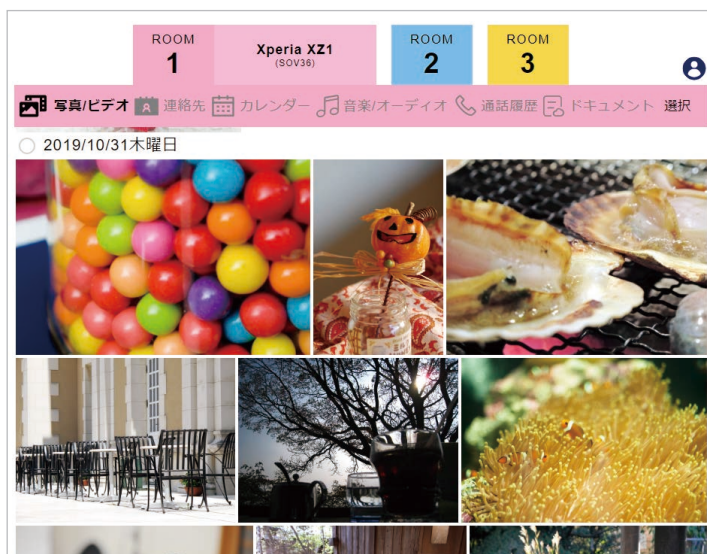 ROOM
1
Xperia XZ1
(SOV36)
ROOM
2
ROOM
3
写真/ビデオ 連絡先 カレンダー 音楽/オーディオ 通話履歴 ドキュメント 選択
2019/10/31木曜日